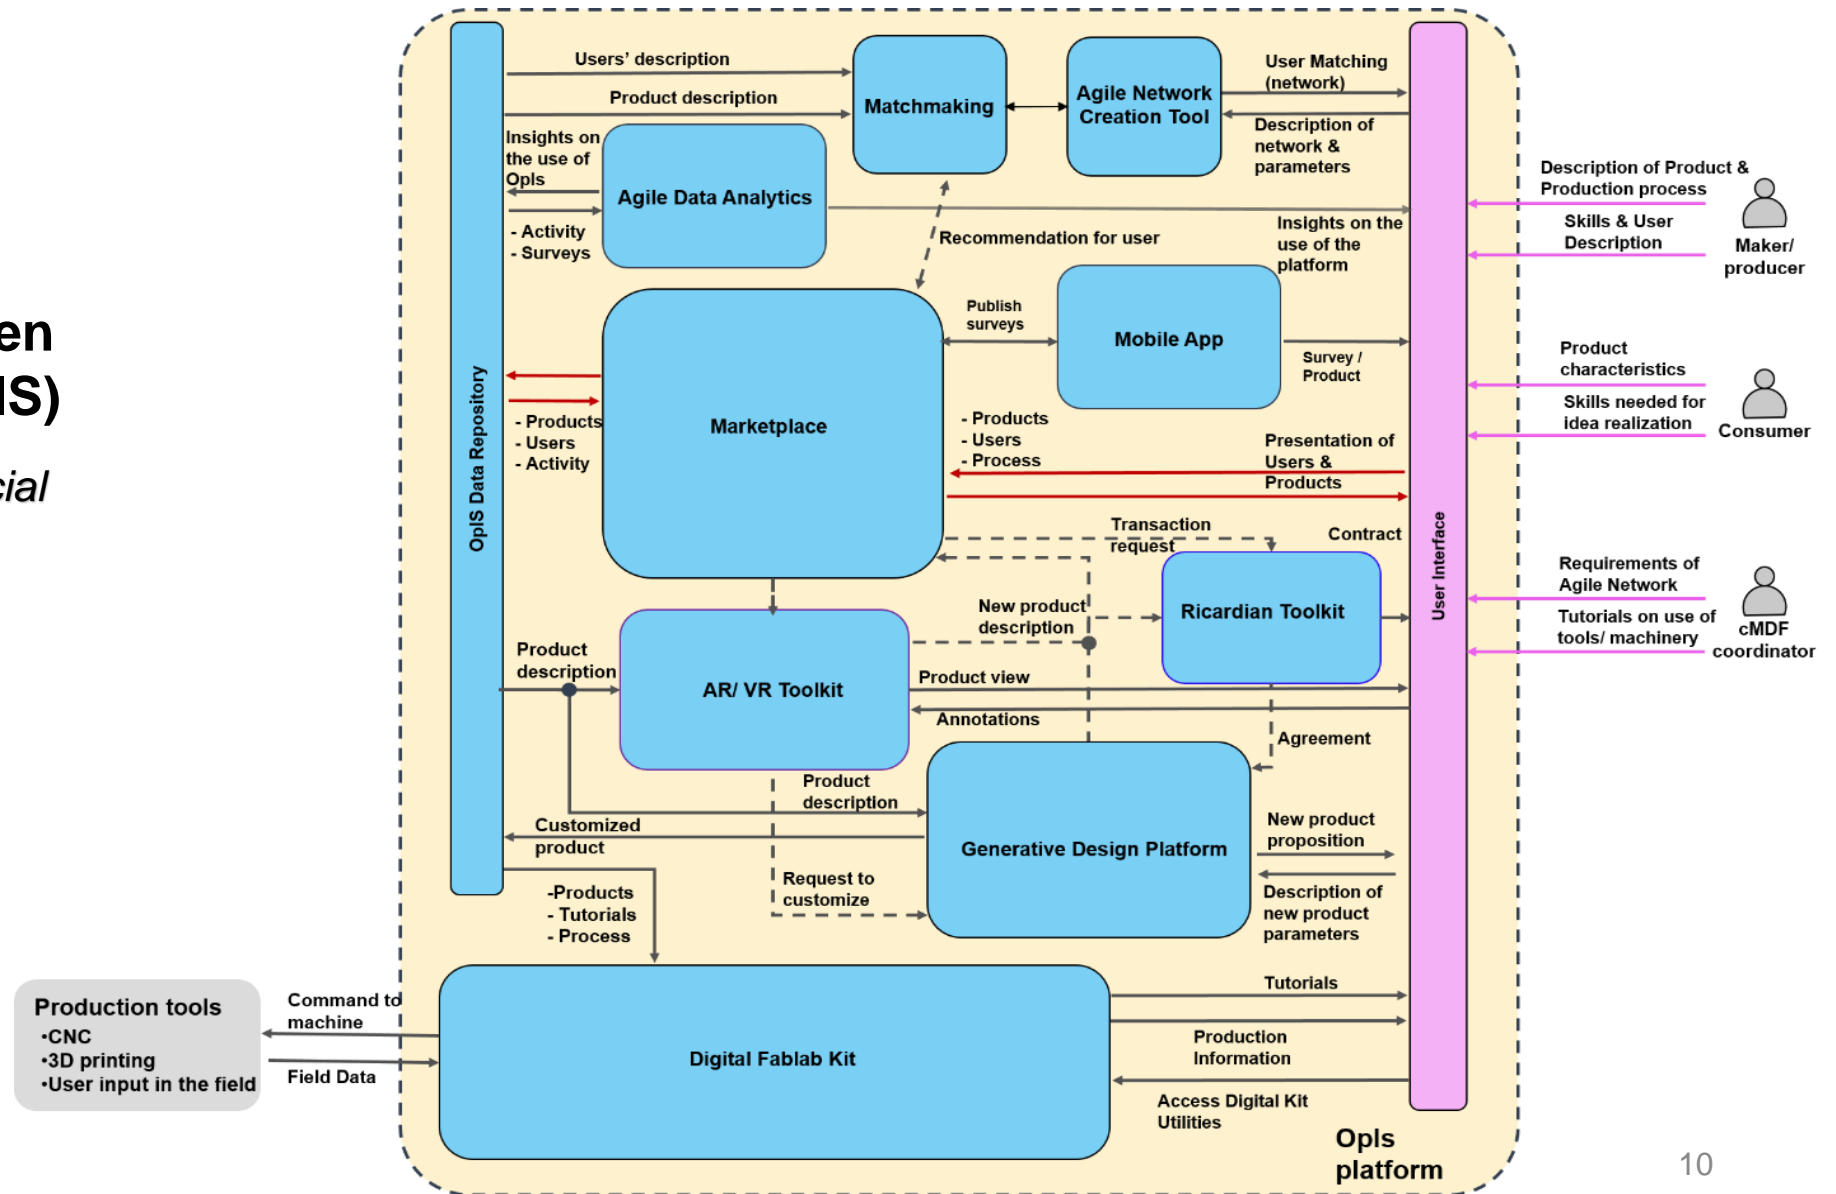 en
IS)
cial
OpIS Data Repository
Users’ description
Product description
Matchmaking
Agile Network
Creation Tool
User Matching
(network)
Description of
network &
parameters
Insights on
the use of
OpIs
- Activity
- Surveys
Agile Data Analytics
Recommendation for user
Insights on the
use of the
platform
Publish
surveys
Mobile App
Survey /
Product
Marketplace
- Products
- Users
- Activity
- Products
- Users
- Process
Presentation of
Users &
Products
Transaction
request
Contract
Ricardian Toolkit
New product
description
Product
description
AR/ VR Toolkit
Product view
Annotations
Agreement
Product
description
Customized
product
Request to
customize
Generative Design Platform
New product
proposition
Description of
new product
parameters
-Products
- Tutorials
- Process
Digital Fablab Kit
Tutorials
Production
Information
Access Digital Kit
Utilities
User Interface
OpIs
platform
Production tools
•CNC
•3D printing
•User input in the field
Command to
machine
Field Data
Description of Product &
Production process
Skills & User
Description
Maker/
producer
Product
characteristics
Skills needed for
idea realization
Consumer
Requirements of
Agile Network
Tutorials on use of
tools/ machinery
cMDF
coordinator
10